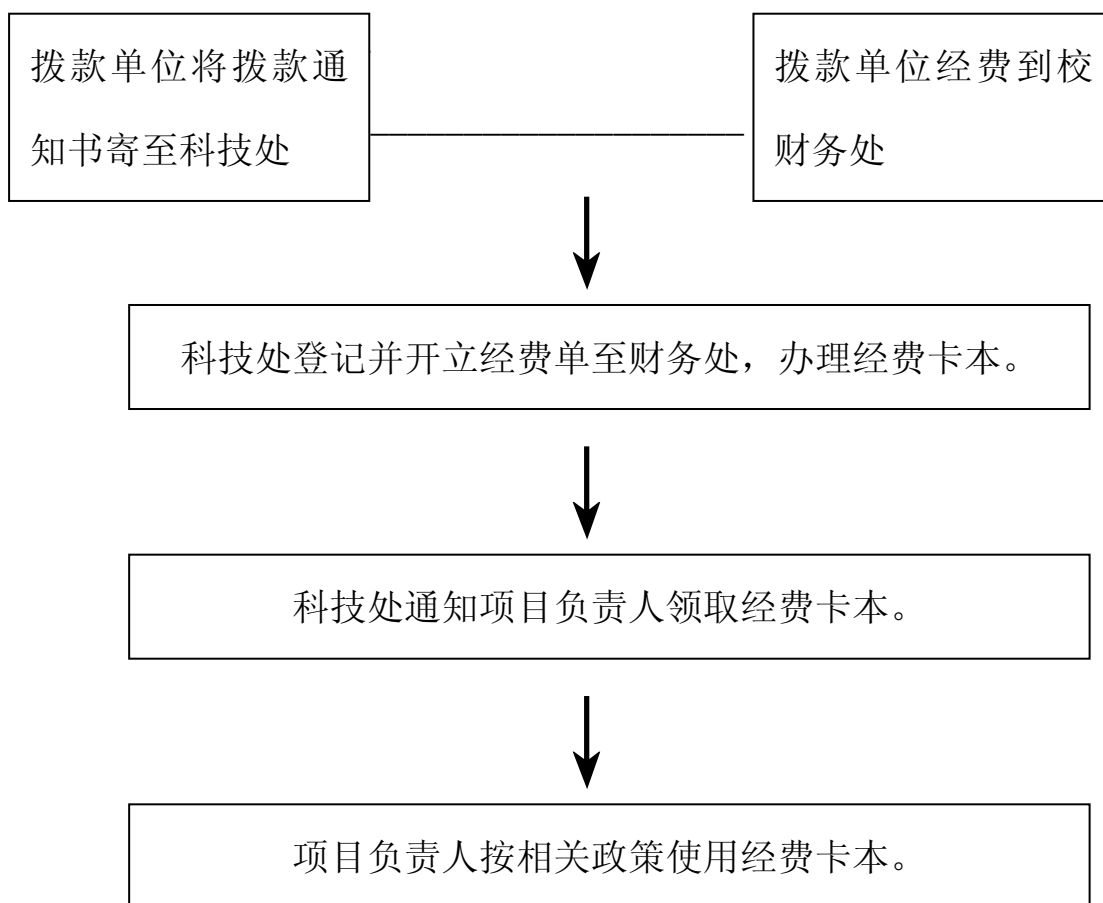 拨款单位将拨款通
知书寄至科技处
拨款单位经费到校
财务处
科技处登记并开立经费单至财务处，办理经费卡本。
科技处通知项目负责人领取经费卡本。
项目负责人按相关政策使用经费卡本。